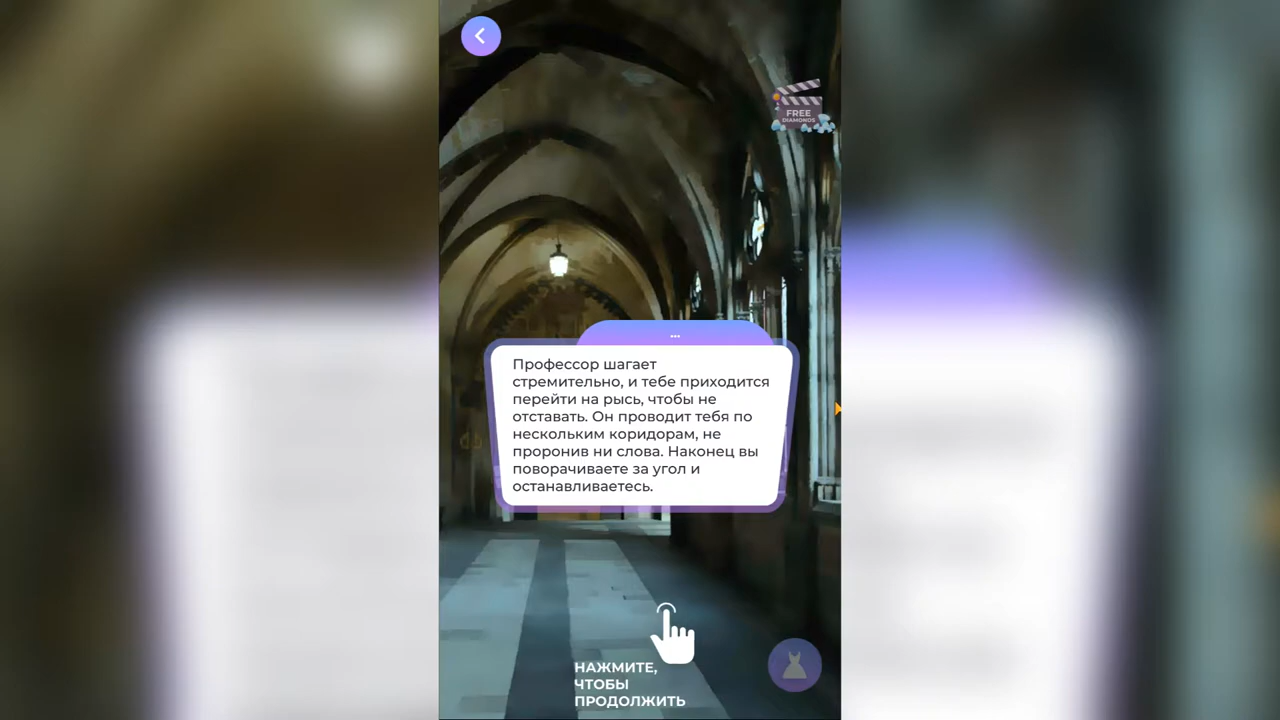 FREE
DIAMONDS
...
Профессор шагает
стремительно, и тебе приходится
перейти на рысь, чтобы не
отставать. Он проводит тебя по
нескольким коридорам, не
проронив ни слова. Наконец вы
поворачиваете за угол и
останавливаетесь.
НАЖМИТЕ,
ЧТОБЫ
ПРОДОЛЖИТЬ